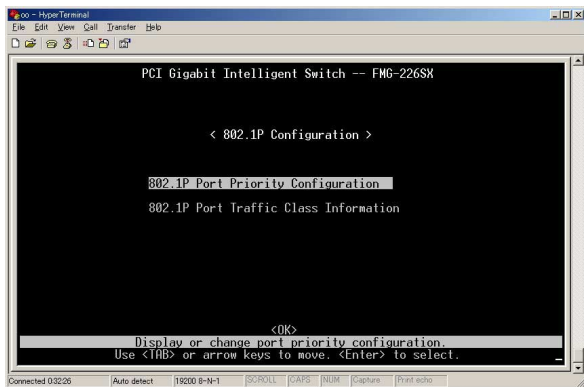 oo - HyperTerminal
File Edit View Call Transfer Help
PCI Gigabit Intelligent Switch -- FMG-226SX
< 802.1P Configuration >
802.1P Port Priority Configuration
802.1P Port Traffic Class Information
<OK>
Display or change port priority configuration.
Use <TAB> or arrow keys to move. <Enter> to select.
Connected 0:32:26 Auto detect 19200 8-N-1 SCROLL CAPS NUM Capture Print echo